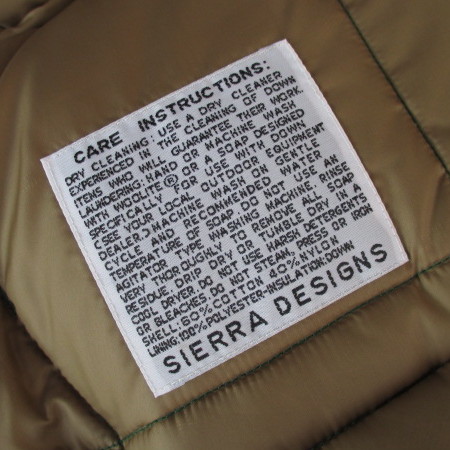 CARE INSTRUCTIONS:
DRY CLEANING: USE A DRY CLEANER
EXPERIENCED IN THE CLEANING OF DOWN
ITEMS WHO WILL GUARANTEE THEIR WORK.
LAUNDERING: HAND OR MACHINE WASH
WITH WOOLITE® OR A SOAP DESIGNED
SPECIFICALLY FOR USE WITH DOWN
(SEE YOUR LOCAL OUTDOOR EQUIPMENT
DEALER.) MACHINE WASH ON GENTLE
CYCLE AND RECOMMENDED WATER
TEMPERATURE OF SOAP. DO NOT USE AN
AGITATOR TYPE WASHING MACHINE. RINSE
VERY THOROUGHLY TO REMOVE ALL SOAP
RESIDUE. DRIP DRY OR TUMBLE DRY IN A
COOL DRYER. DO NOT USE HARSH DETERGENTS
OR BLEACHES. DO NOT STEAM, PRESS OR IRON
SHELL: 60% COTTON 40% NYLON
LINING: 100% POLYESTER-INSULATION: DOWN
SIERRA DESIGNS